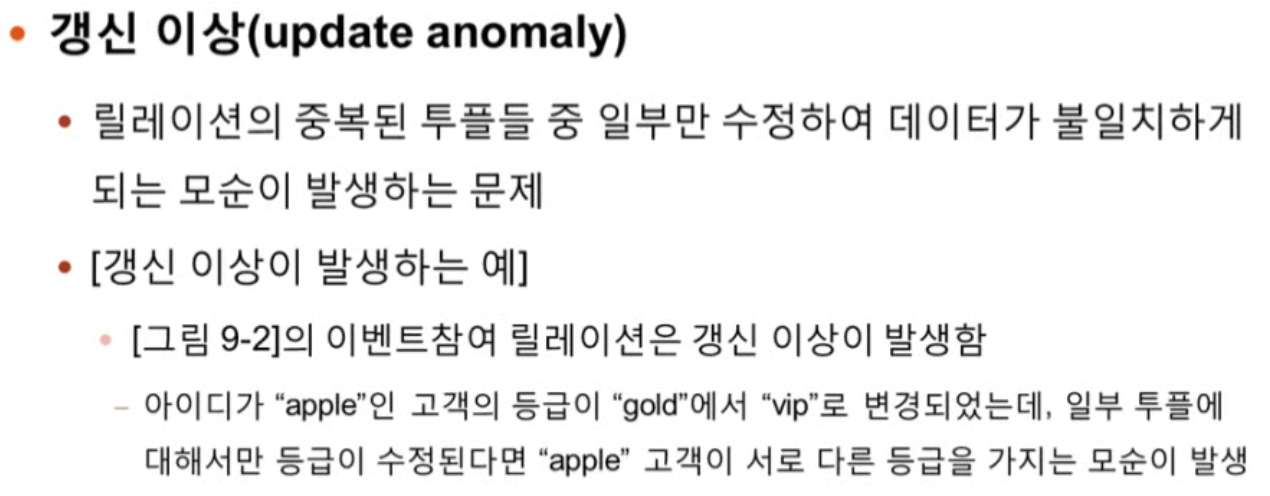 • 갱신 이상(update anomaly)
• 릴레이션의 중복된 투플들 중 일부만 수정하여 데이터가 불일치하게
되는 모순이 발생하는 문제
• [갱신 이상이 발생하는 예]
• [그림 9-2]의 이벤트참여 릴레이션은 갱신 이상이 발생함
– 아이디가 “apple”인 고객의 등급이 “gold”에서 “vip”로 변경되었는데, 일부 투플에
대해서만 등급이 수정된다면 “apple” 고객이 서로 다른 등급을 가지는 모순이 발생